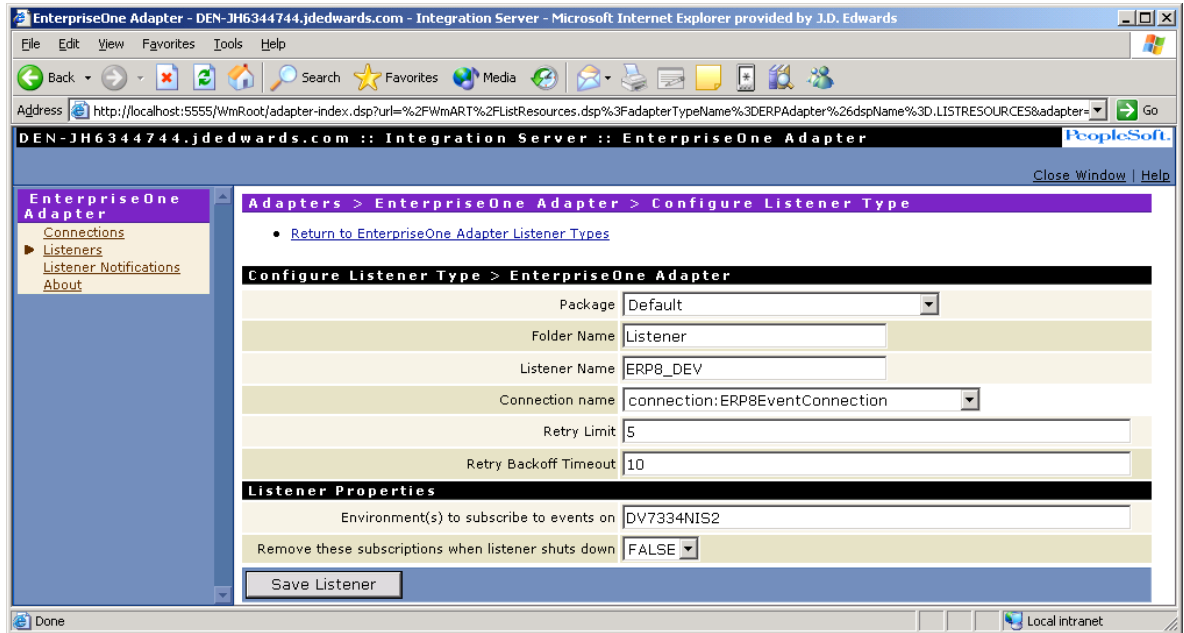 EnterpriseOne Adapter - DEN-JH6344744.jdedwards.com - Integration Server - Microsoft Internet Explorer provided by J.D. Edwards
File Edit View Favorites Tools Help
Back Search Favorites Media
Address http://localhost:5555/WmRoot/adapter-index.dsp?url=%2FWmART%2FListResources.dsp%3FadapterTypeName%3DERPAdapter%26dspName%3D.LISTRESOURCES&adapter= Go
DEN-JH6344744.jdedwards.com :: Integration Server :: EnterpriseOne Adapter
PeopleSoft.
Close Window | Help
EnterpriseOne
Adapter
Connections
Listeners
Listener Notifications
About
Adapters > EnterpriseOne Adapter > Configure Listener Type
Return to EnterpriseOne Adapter Listener Types
Configure Listener Type > EnterpriseOne Adapter
Package Default
Folder Name Listener
Listener Name ERP8_DEV
Connection name connection:ERP8EventConnection
Retry Limit 5
Retry Backoff Timeout 10
Listener Properties
Environment(s) to subscribe to events on DV7334NIS2
Remove these subscriptions when listener shuts down FALSE
Save Listener
Done Local intranet